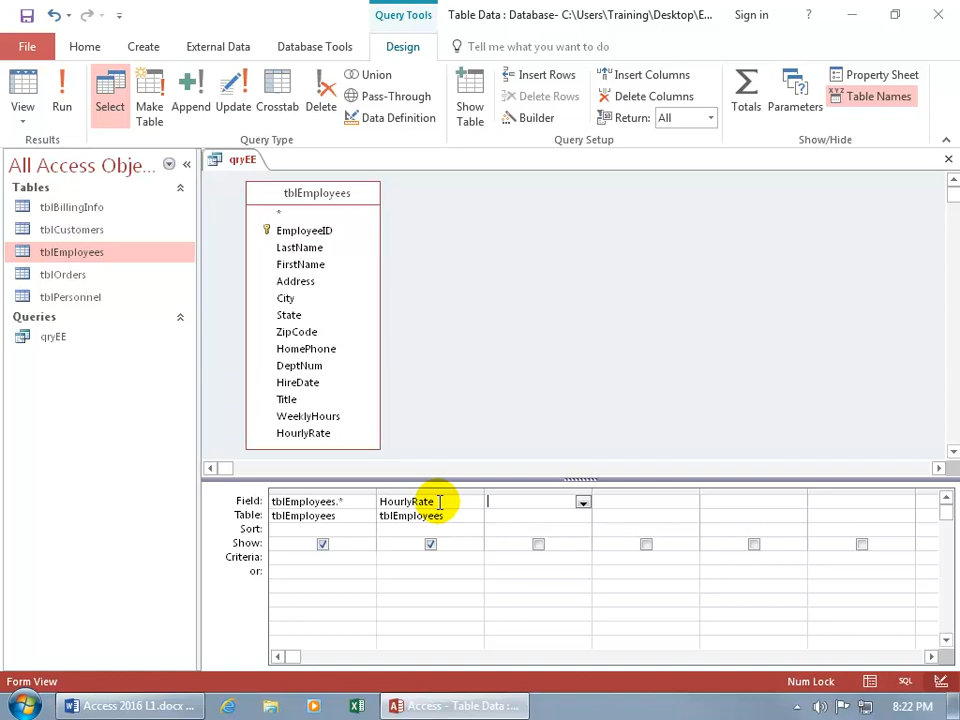 Query Tools
Table Data : Database- C:\Users\Training\Desktop\E...
Sign in
?
File
Home
Create
External Data
Database Tools
Design
Tell me what you want to do
View
Run
Select
Make Table
Append
Update
Crosstab
Delete
Union
Pass-Through
Data Definition
Show Table
Insert Rows
Delete Rows
Builder
Insert Columns
Delete Columns
Return: All
Totals
Parameters
Property Sheet
Table Names
Results
Query Type
Query Setup
Show/Hide
All Access Obje...
qryEE
Tables
tblBillingInfo
tblCustomers
tblEmployees
tblOrders
tblPersonnel
Queries
qryEE
tblEmployees
*
EmployeeID
LastName
FirstName
Address
City
State
ZipCode
HomePhone
DeptNum
HireDate
Title
WeeklyHours
HourlyRate
Field: tblEmployees.* HourlyRate
Table: tblEmployees tblEmployees
Sort:
Show:
Criteria:
or:
Form View
Num Lock
SQL
Access 2016 L1.docx ...
Access - Table Data :...
8:22 PM